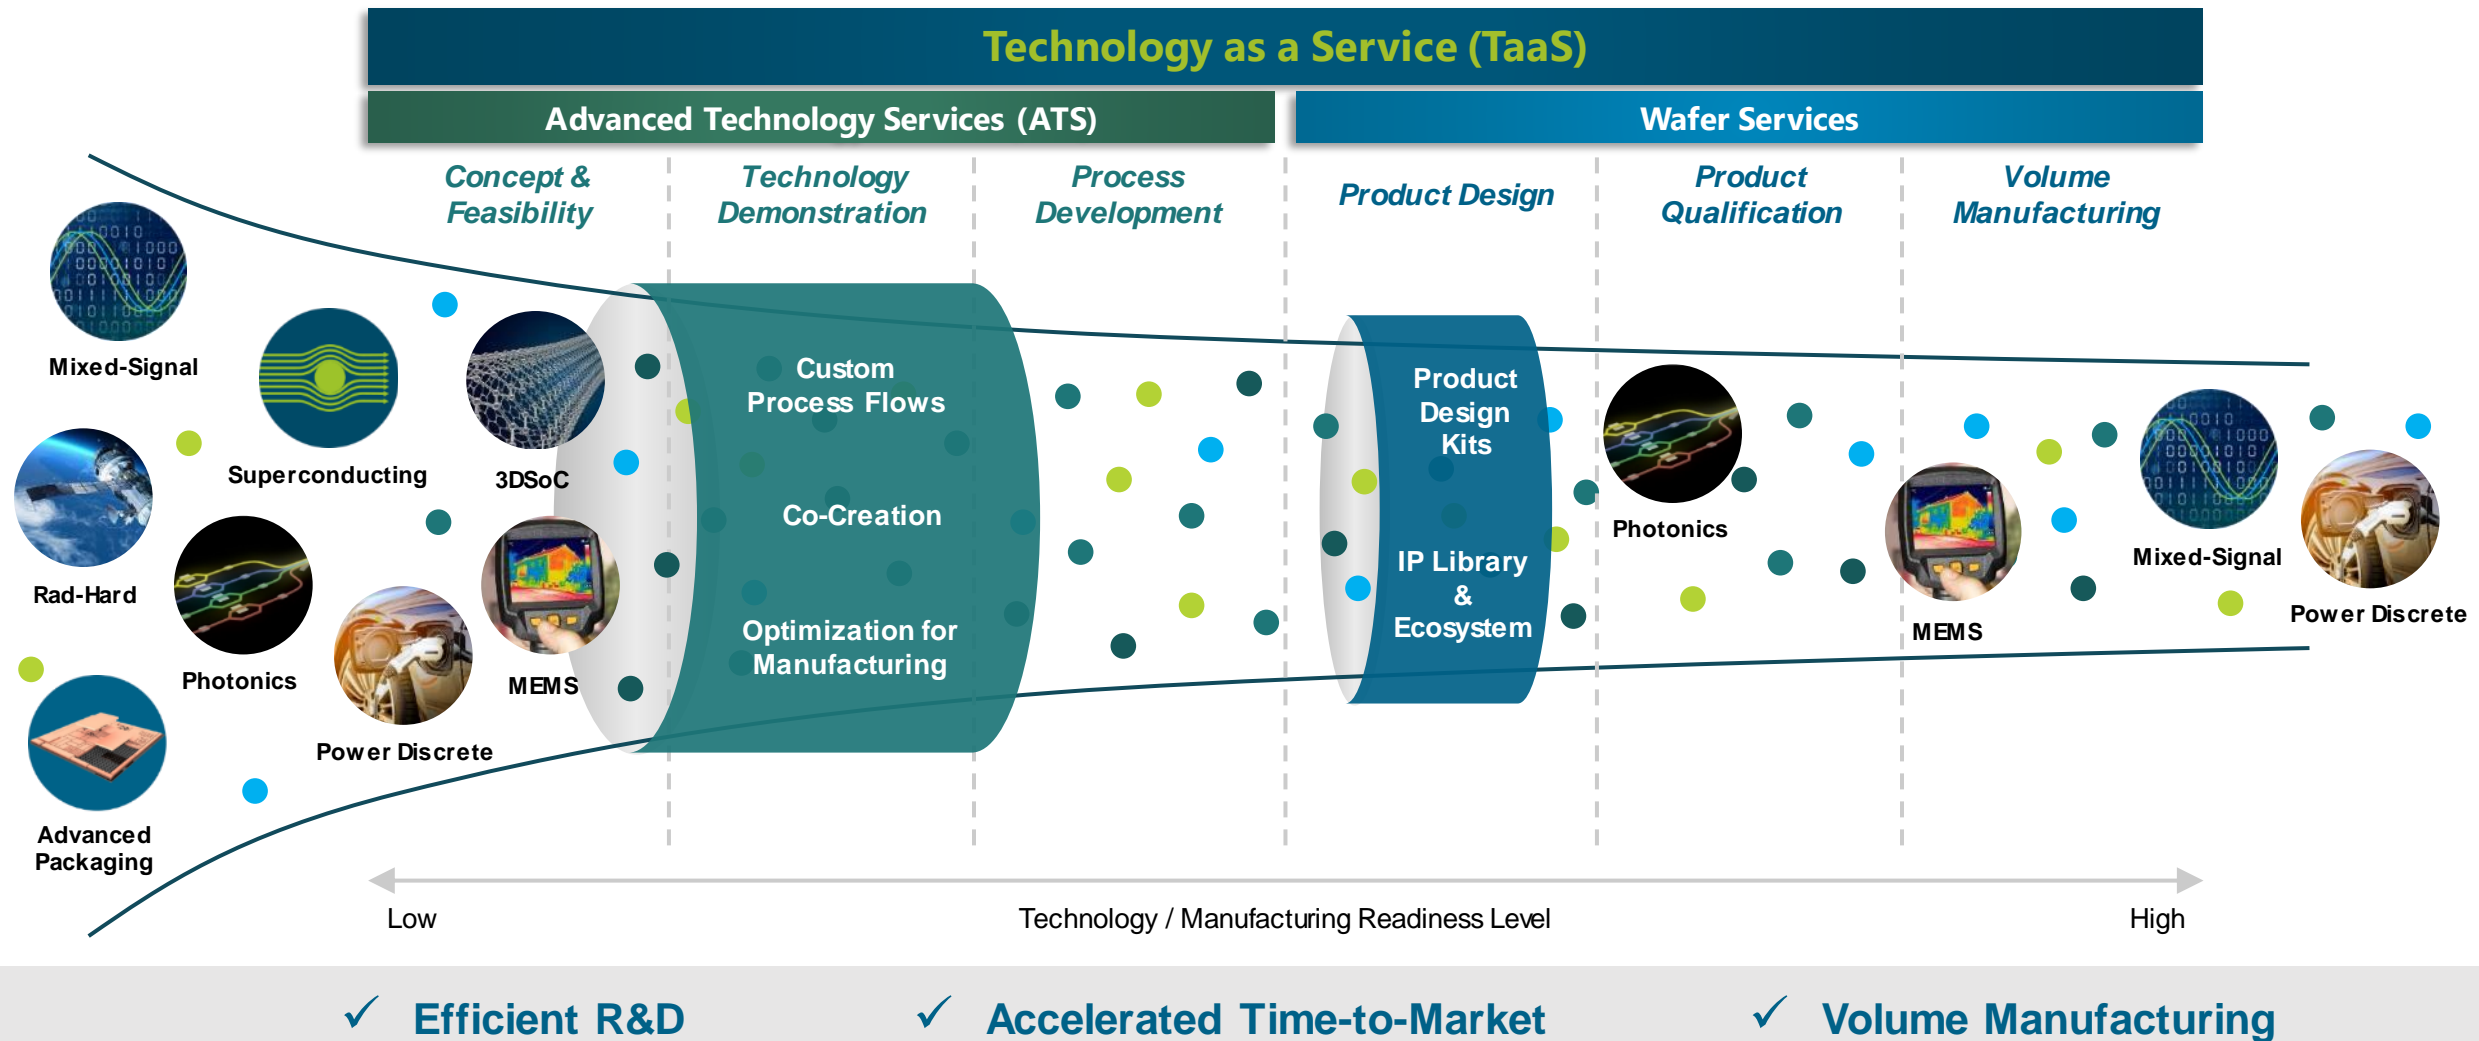 Technology as a Service (TaaS)
Advanced Technology Services (ATS)
Wafer Services
Concept &
Feasibility
Technology
Demonstration
Process
Development
Product Design
Product
Qualification
Volume
Manufacturing
Mixed-Signal
Superconducting
3DSoC
Rad-Hard
Photonics
Power Discrete
MEMS
Advanced
Packaging
Custom
Process Flows
Co-Creation
Optimization for
Manufacturing
Product
Design
Kits
IP Library
&
Ecosystem
Photonics
MEMS
Mixed-Signal
Power Discrete
Low
Technology / Manufacturing Readiness Level
High
✓ Efficient R&D
✓ Accelerated Time-to-Market
✓ Volume Manufacturing